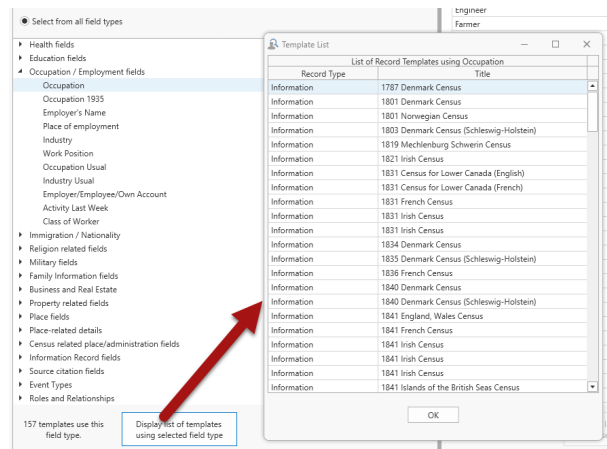 Select from all field types
Health fields
Education fields
Occupation / Employment fields
Occupation
Occupation 1935
Employer's Name
Place of employment
Industry
Work Position
Occupation Usual
Industry Usual
Employer/Employee/Own Account
Activity Last Week
Class of Worker
Immigration / Nationality
Religion related fields
Military fields
Family Information fields
Business and Real Estate
Property related fields
Place fields
Place-related details
Census related place/administration fields
Information Record fields
Source citation fields
Event Types
Roles and Relationships
157 templates use this
field type.
Display list of templates
using selected field type
Engineer
Farmer
Template List
List of Record Templates using Occupation
Record Type Title
Information 1787 Denmark Census
Information 1801 Denmark Census
Information 1801 Norwegian Census
Information 1803 Denmark Census (Schleswig-Holstein)
Information 1819 Mechlenburg Schwerin Census
Information 1821 Irish Census
Information 1831 Census for Lower Canada (English)
Information 1831 Census for Lower Canada (French)
Information 1831 French Census
Information 1831 Irish Census
Information 1831 Irish Census
Information 1834 Denmark Census
Information 1835 Denmark Census (Schleswig-Holstein)
Information 1836 French Census
Information 1840 Denmark Census
Information 1840 Denmark Census (Schleswig-Holstein)
Information 1841 England, Wales Census
Information 1841 French Census
Information 1841 Irish Census
Information 1841 Irish Census
Information 1841 Irish Census
Information 1841 Islands of the British Seas Census
OK